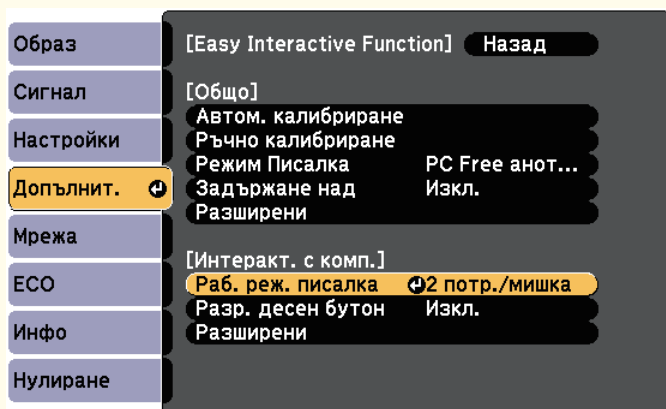 Образ
Сигнал
Настройки
Допълнит.
Мрежа
ECO
Инфо
Нулиране
[Easy Interactive Function] Назад
[Общо]
Автом. калибриране
Ръчно калибриране
Режим Писалка PC Free анот...
Задържане над Изкл.
Разширени
[Интеракт. с комп.]
Раб. реж. писалка 2 потр./мишка
Разр. десен бутон Изкл.
Разширени